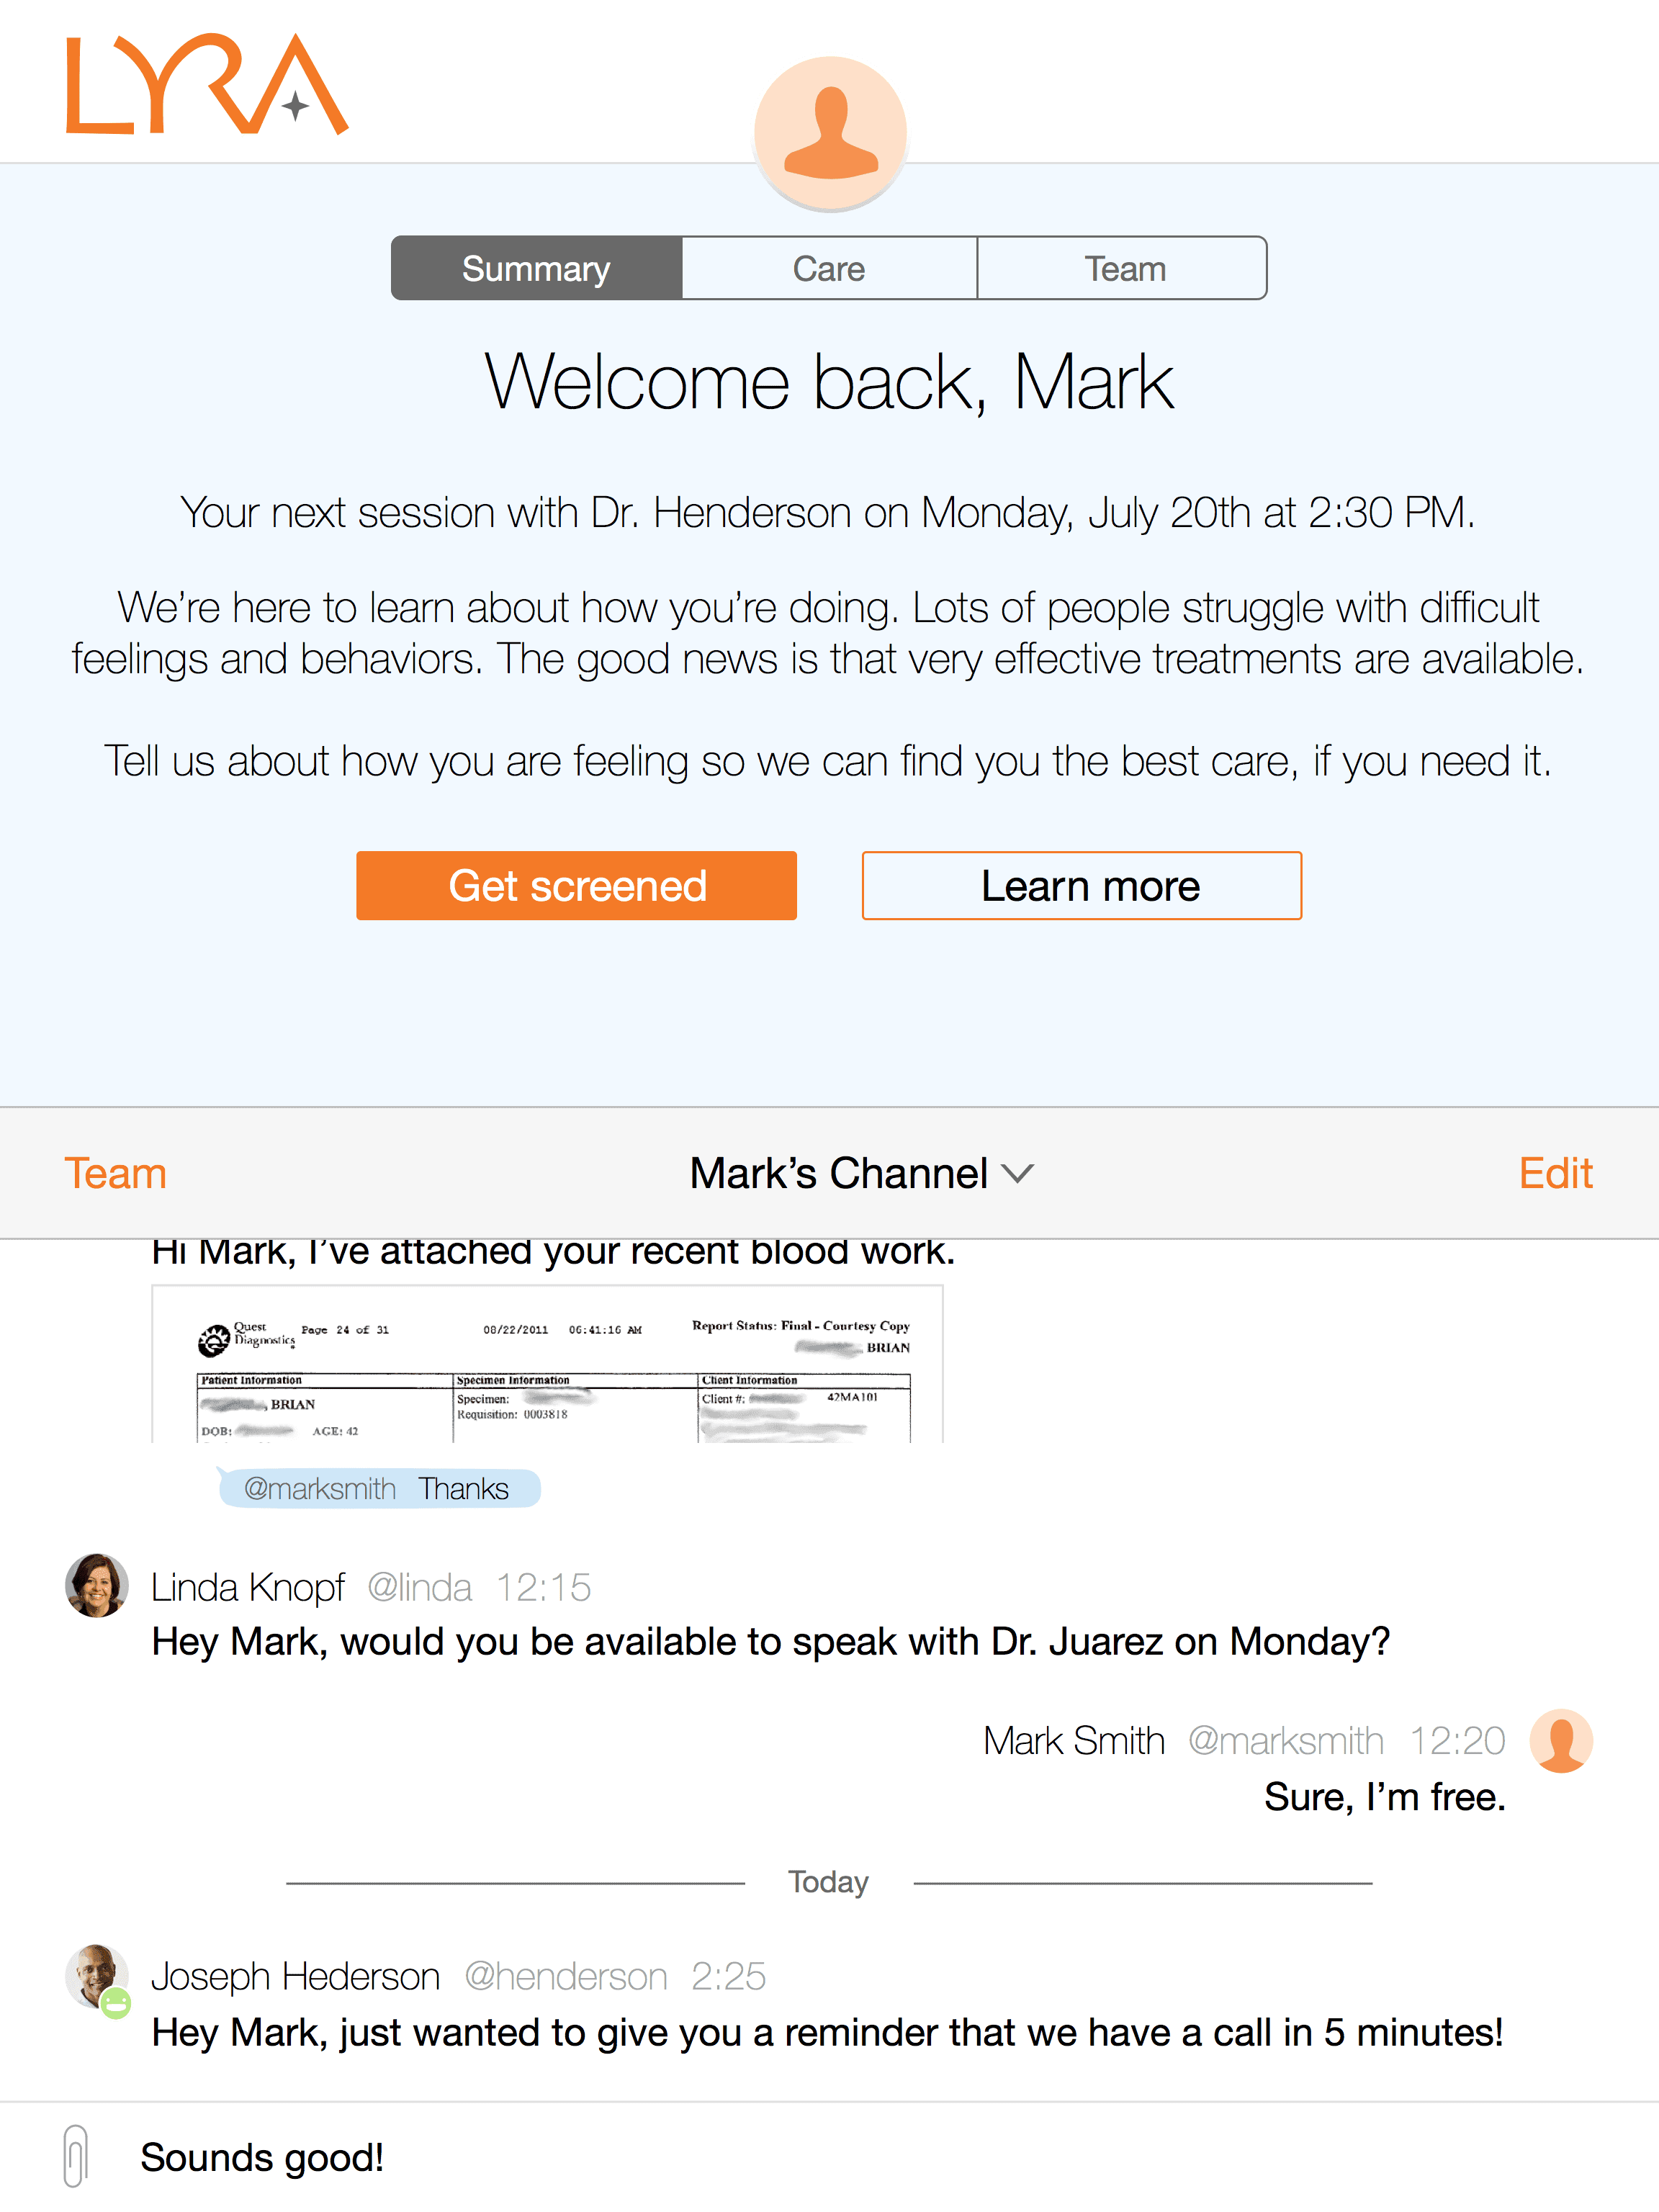 LYRA
Summary
Care
Team
Welcome back, Mark
Your next session with Dr. Henderson on Monday, July 20th at 2:30 PM.
We're here to learn about how you're doing. Lots of people struggle with difficult
feelings and behaviors. The good news is that very effective treatments are available.
Tell us about how you are feeling so we can find you the best care, if you need it.
Get screened
Learn more
Team
Mark's Channel
Edit
Hi Mark, I've attached your recent blood work.
Quest
Diagnostics
Page 24 of 31
08/22/2011 06:41:16 AM
Report Status: Final - Courtesy Copy
BRIAN
Patient Information
Specimen Information
Client Information
, BRIAN
Specimen:
Client #:
42MA101
Requisition: 0003818
DOB:
AGE: 42
@marksmith Thanks
Linda Knopf @linda 12:15
Hey Mark, would you be available to speak with Dr. Juarez on Monday?
Mark Smith @marksmith 12:20
Sure, I'm free.
Today
Joseph Hederson @henderson 2:25
Hey Mark, just wanted to give you a reminder that we have a call in 5 minutes!
Sounds good!